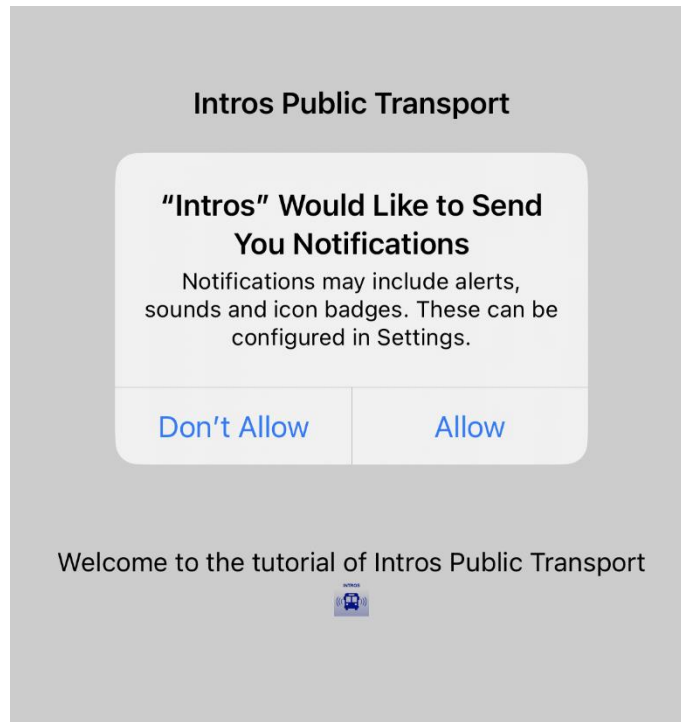 Intros Public Transport
“Intros” Would Like to Send
You Notifications
Notifications may include alerts,
sounds and icon badges. These can be
configured in Settings.
Don’t Allow
Allow
Welcome to the tutorial of Intros Public Transport
INTROS